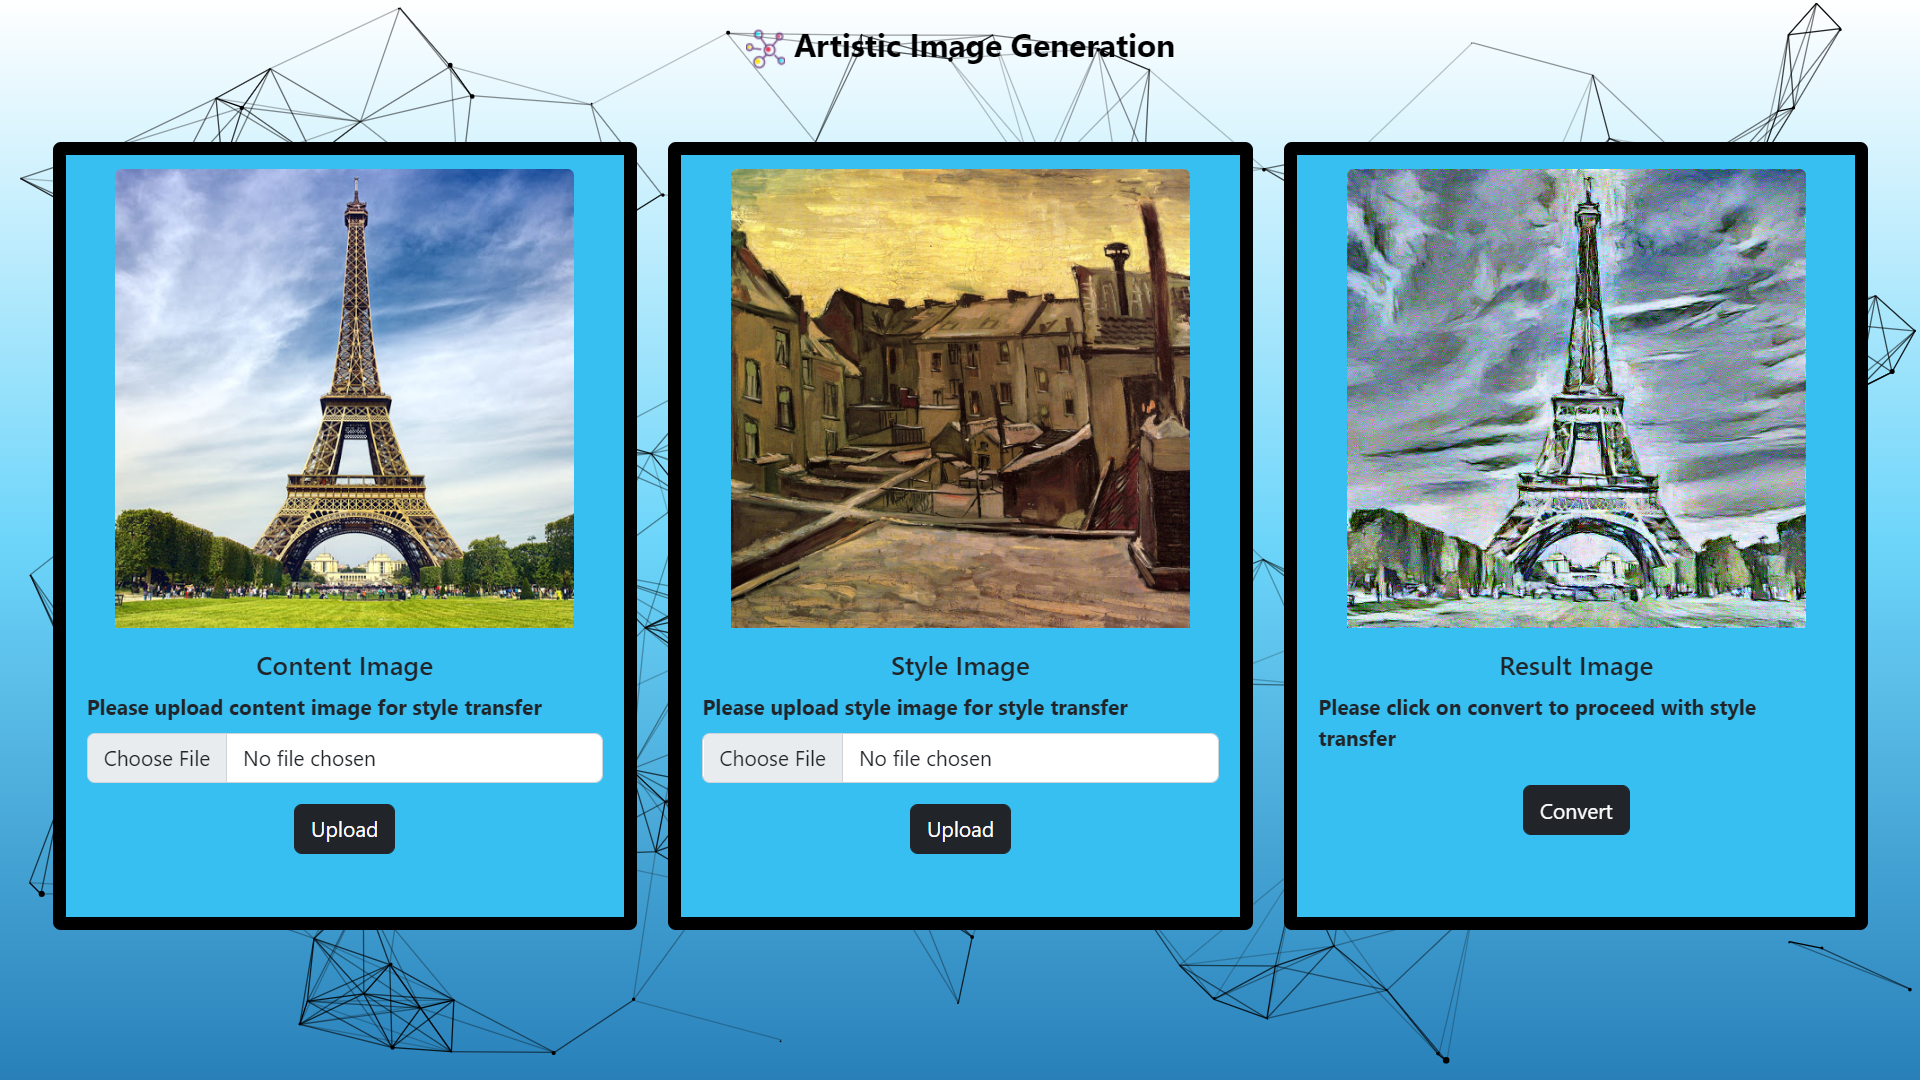 Artistic Image Generation
Content Image
Please upload content image for style transfer
Choose File No file chosen
Upload
Style Image
Please upload style image for style transfer
Choose File No file chosen
Upload
Result Image
Please click on convert to proceed with style
transfer
Convert